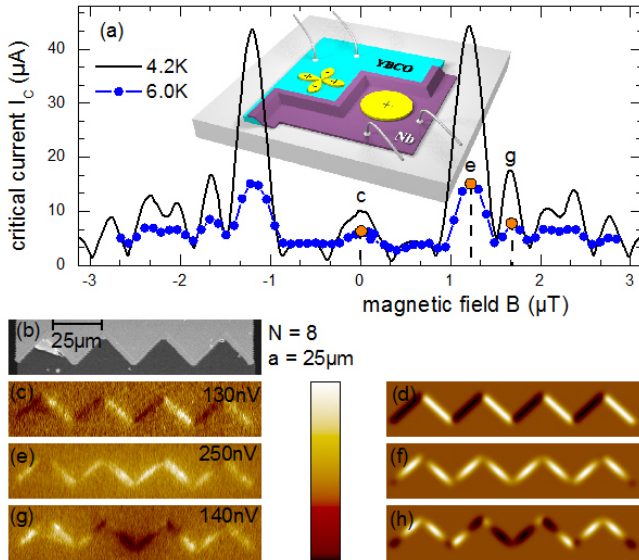 (a)
critical current I_C (µA)
40
30
20
10
0
4.2K
6.0K
YBCO
Nb
c
e
g
-3
-2
-1
0
1
2
3
magnetic field B (µT)
(b)
25µm
N = 8
a = 25µm
(c)
130nV
(d)
(e)
250nV
(f)
(g)
140nV
(h)